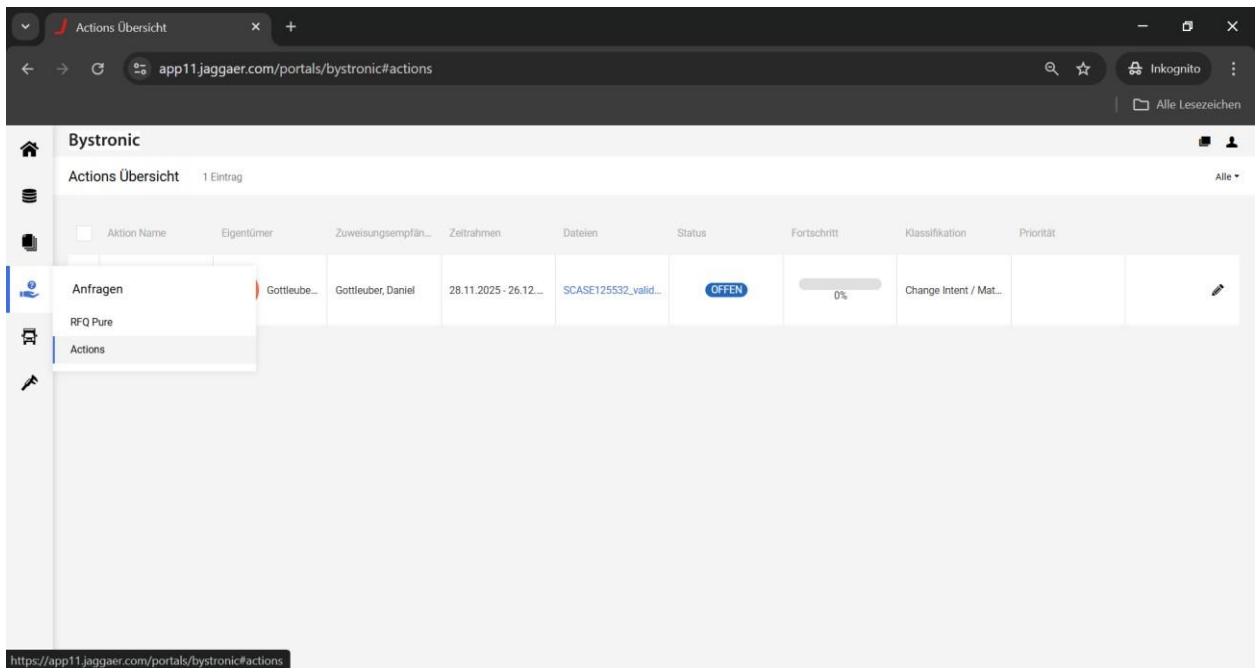 Actions Übersicht
app11.jaggaer.com/portals/bystronic#actions
Inkognito
Alle Lesezeichen
Bystronic
Actions Übersicht 1 Eintrag Alle
Aktion Name Eigentümer Zuweisungsempfän... Zeitrahmen Dateien Status Fortschritt Klassifikation Priorität
Gottleube... Gottleuber, Daniel 28.11.2025 - 26.12.... SCASE125532_valid... OFFEN 0% Change Intent / Mat...
Anfragen
RFQ Pure
Actions
https://app11.jaggaer.com/portals/bystronic#actions